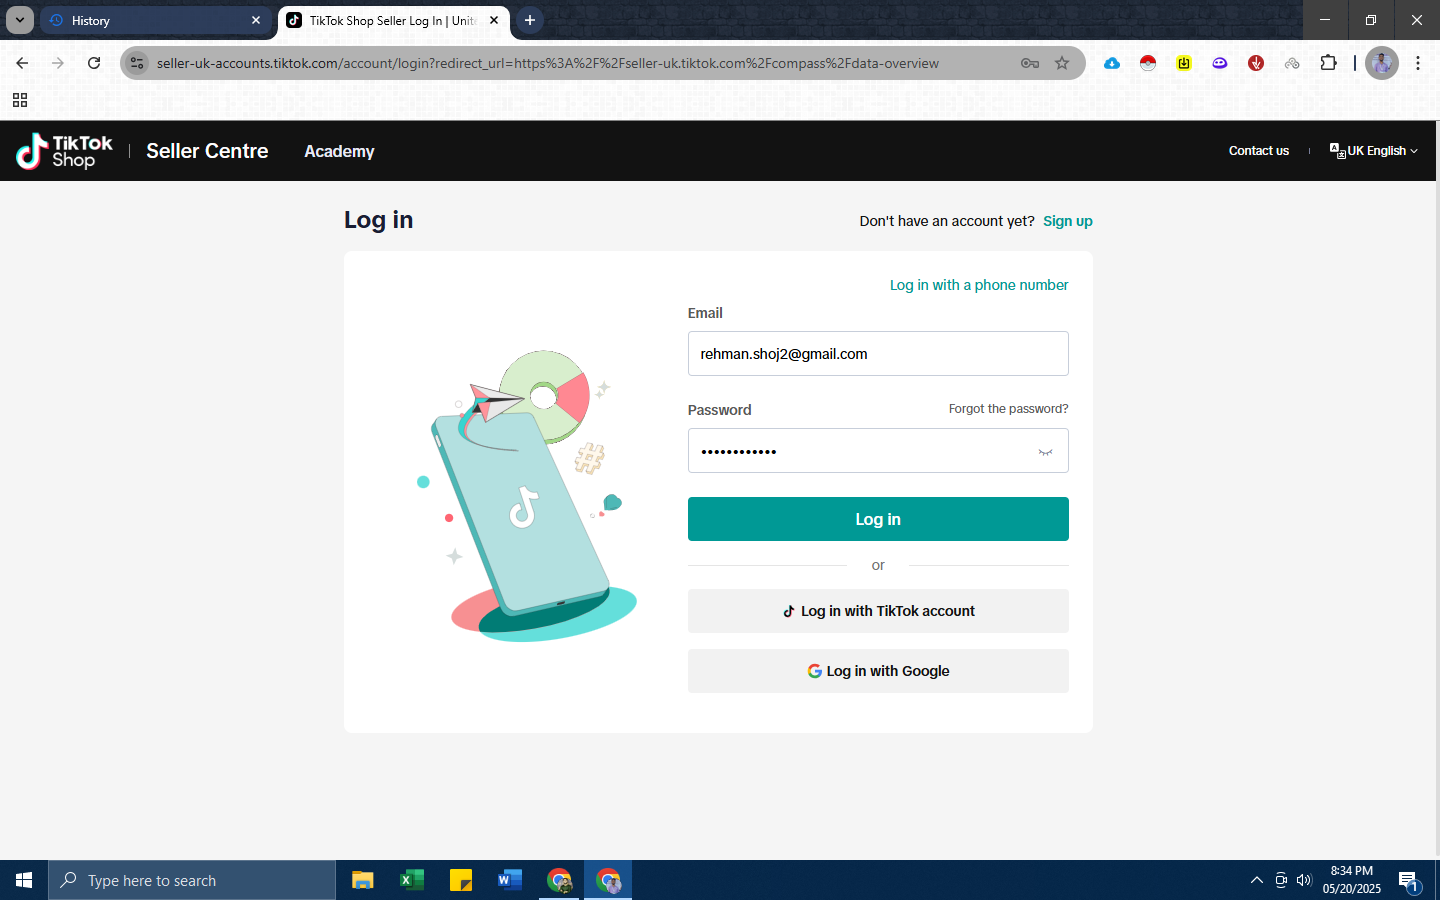 History
TikTok Shop Seller Log In | Unite
seller-uk-accounts.tiktok.com/account/login?redirect_url=https%3A%2F%2Fseller-uk.tiktok.com%2Fcompass%2Fdata-overview
TikTok
Shop
Seller Centre
Academy
Contact us
UK English
Log in
Don't have an account yet? Sign up
Log in with a phone number
Email
rehman.shoj2@gmail.com
Password
Forgot the password?
••••••••••••
Log in
or
Log in with TikTok account
Log in with Google
Type here to search
8:34 PM
05/20/2025
1